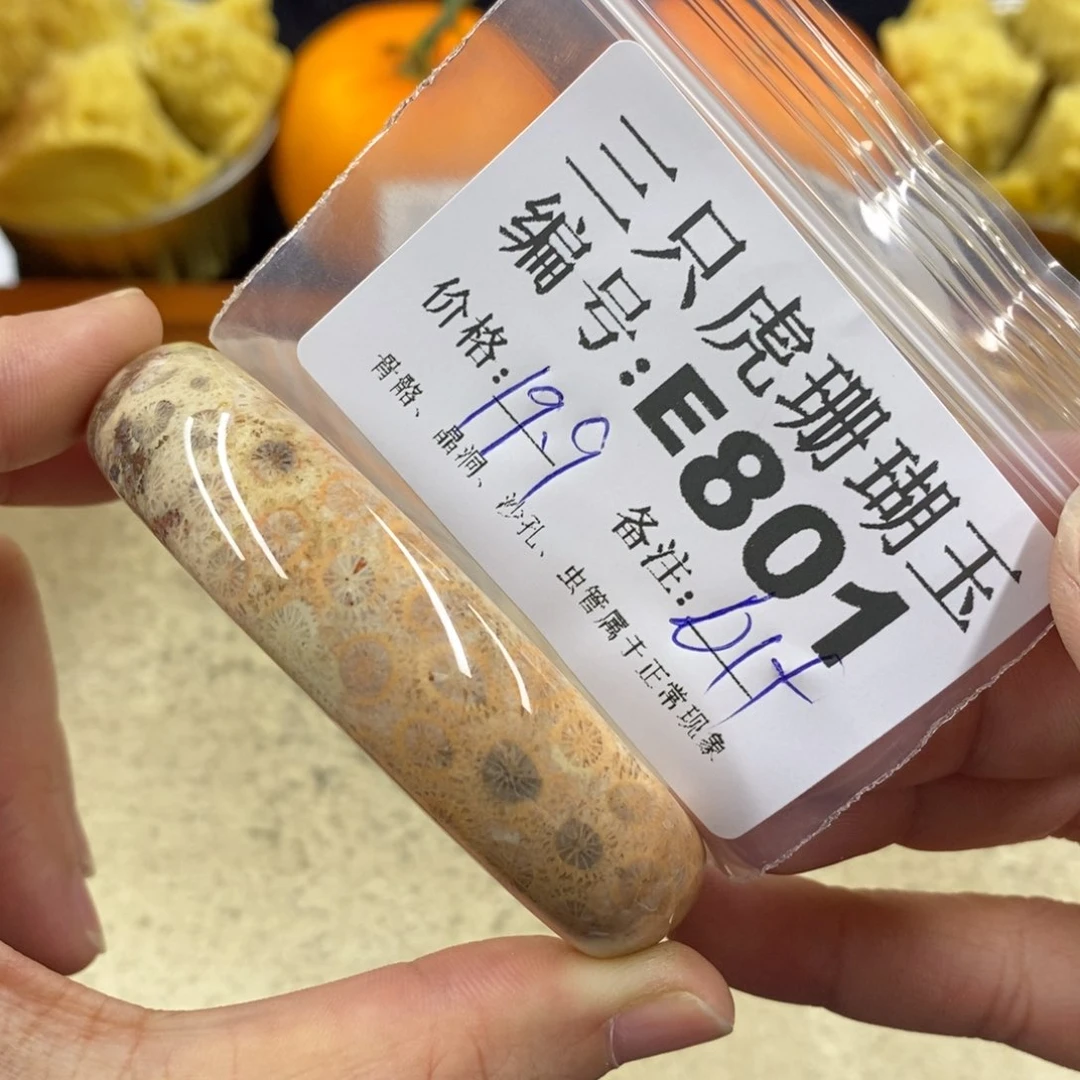 三只虎珊瑚玉
编号:E801
价格:199 备注:
骨骼、晶洞、沙孔、虫管属于正常现象